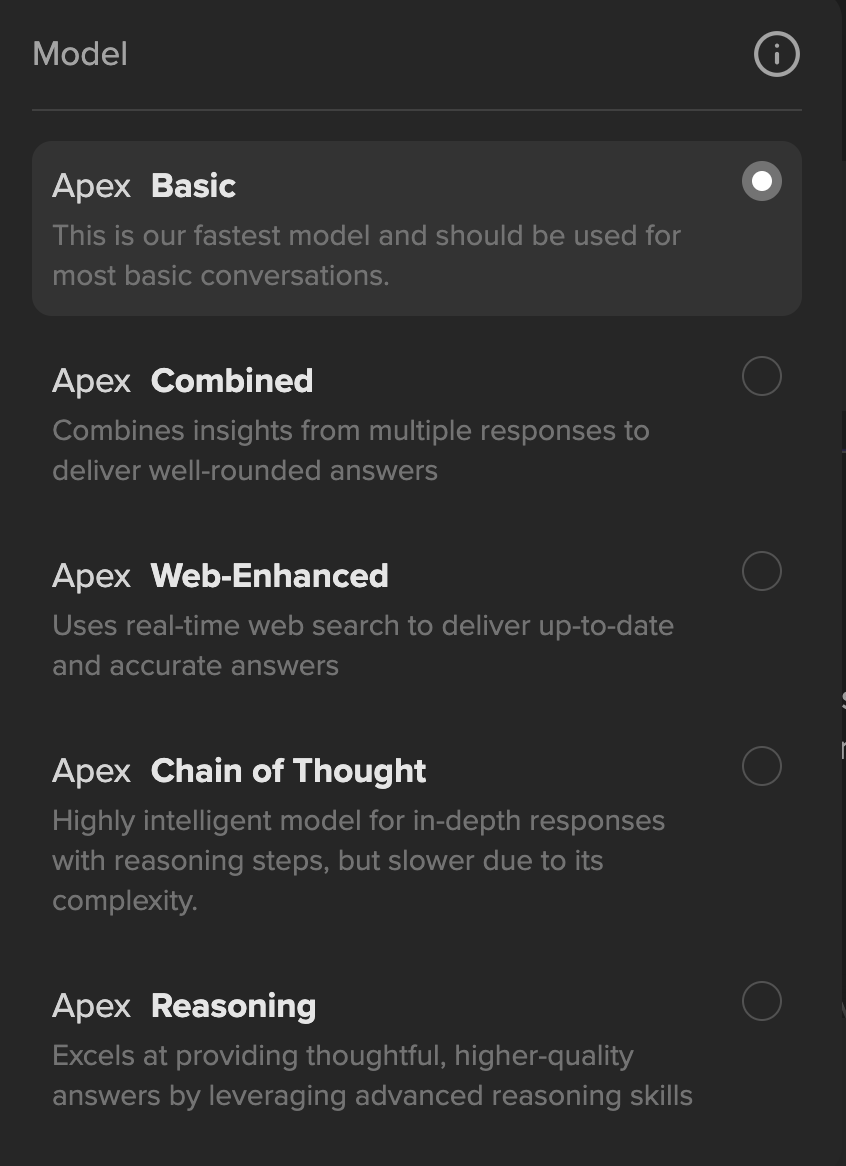 Model
Apex Basic
This is our fastest model and should be used for
most basic conversations.
Apex Combined
Combines insights from multiple responses to
deliver well-rounded answers
Apex Web-Enhanced
Uses real-time web search to deliver up-to-date
and accurate answers
Apex Chain of Thought
Highly intelligent model for in-depth responses
with reasoning steps, but slower due to its
complexity.
Apex Reasoning
Excels at providing thoughtful, higher-quality
answers by leveraging advanced reasoning skills